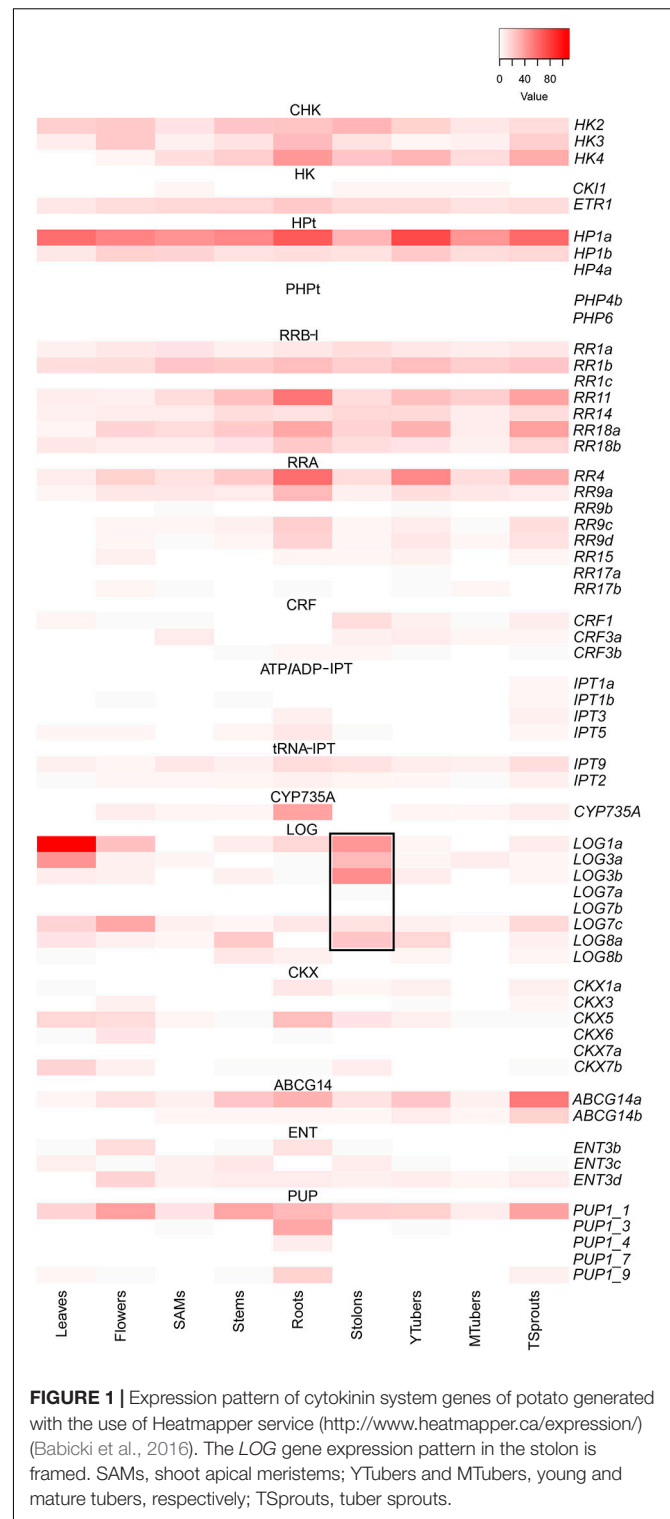 0 40 80
Value
CHK
HK2
HK3
HK4
HK
CKI1
ETR1
HPt
HP1a
HP1b
HP4a
PHPt
PHP4b
PHP6
RRB-I
RR1a
RR1b
RR1c
RR11
RR14
RR18a
RR18b
RRA
RR4
RR9a
RR9b
RR9c
RR9d
RR15
RR17a
RR17b
CRF
CRF1
CRF3a
CRF3b
ATP/ADP-IPT
IPT1a
IPT1b
IPT3
IPT5
tRNA-IPT
IPT9
IPT2
CYP735A
CYP735A
LOG
LOG1a
LOG3a
LOG3b
LOG7a
LOG7b
LOG7c
LOG8a
LOG8b
CKX
CKX1a
CKX3
CKX5
CKX6
CKX7a
CKX7b
ABCG14
ABCG14a
ABCG14b
ENT
ENT3b
ENT3c
ENT3d
PUP
PUP1_1
PUP1_3
PUP1_4
PUP1_7
PUP1_9
Leaves
Flowers
SAMs
Stems
Roots
Stolons
YTubers
MTubers
TSprouts
FIGURE 1 | Expression pattern of cytokinin system genes of potato generated
with the use of Heatmapper service (http://www.heatmapper.ca/expression/)
(Babicki et al., 2016). The LOG gene expression pattern in the stolon is
framed. SAMs, shoot apical meristems; YTubers and MTubers, young and
mature tubers, respectively; TSprouts, tuber sprouts.